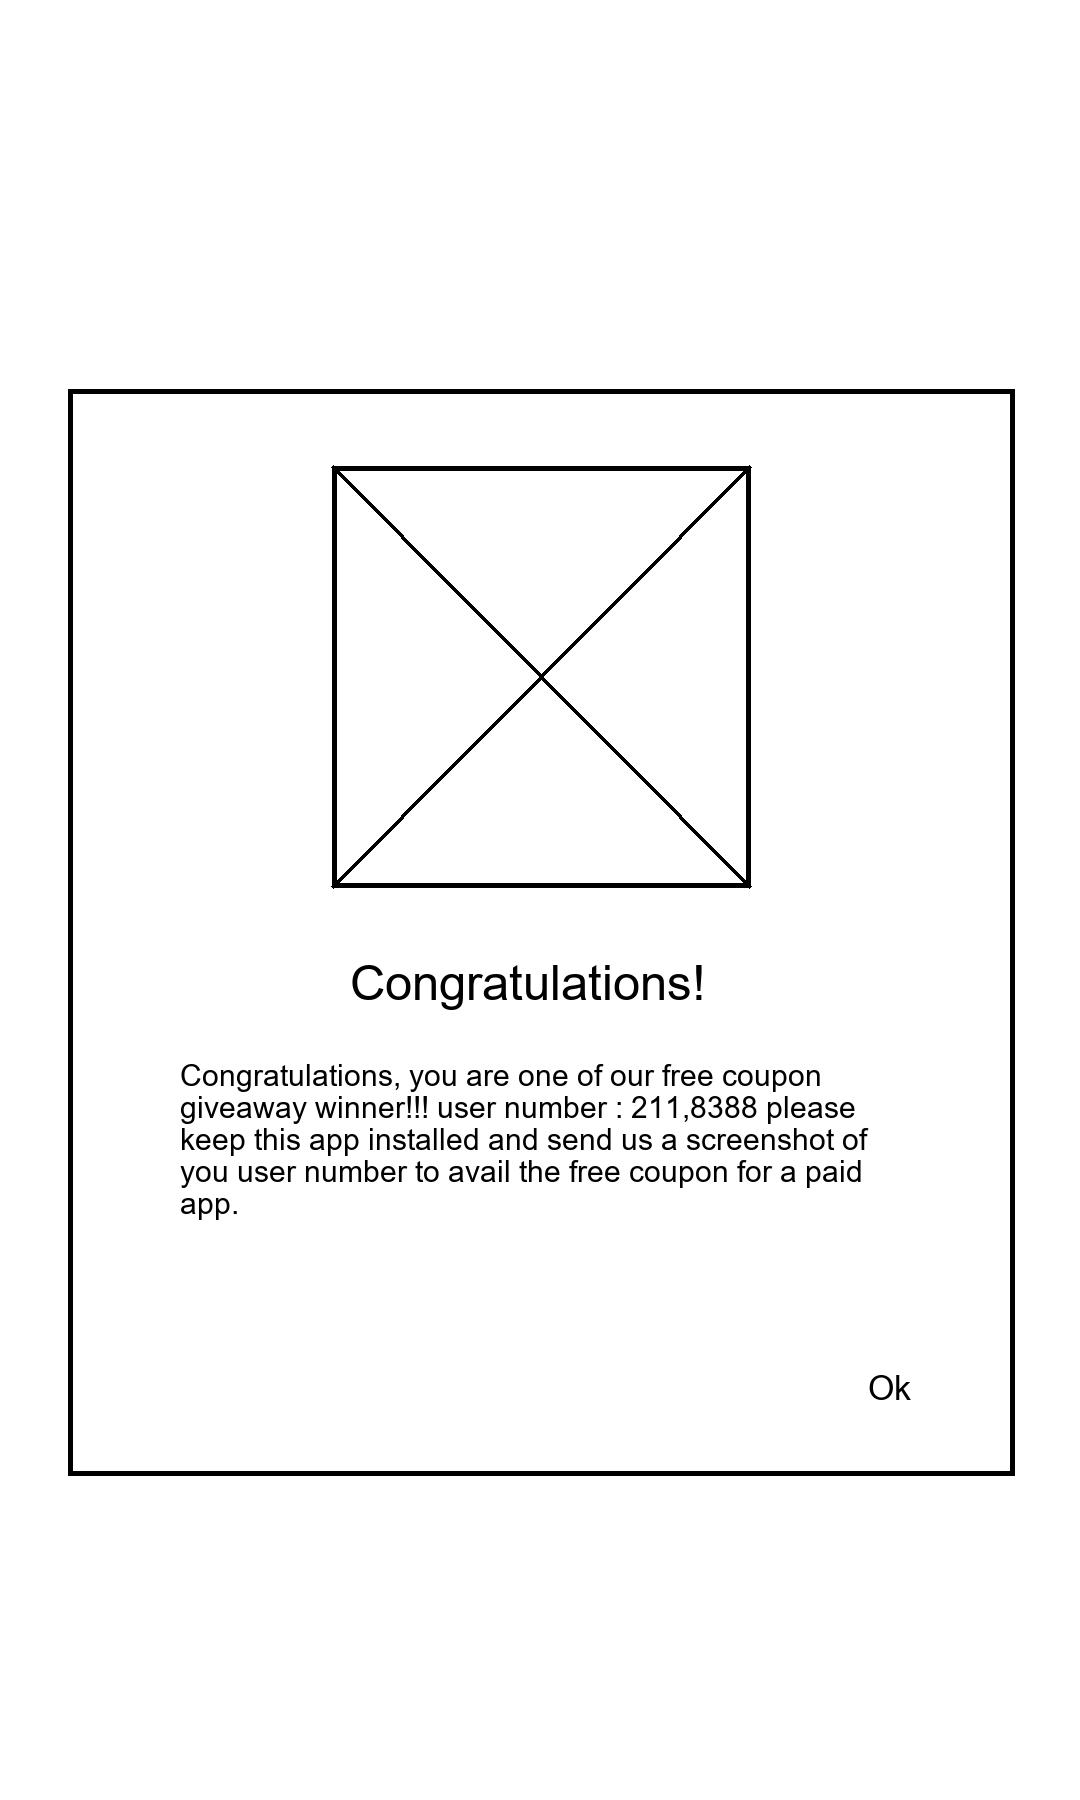 Congratulations!
Congratulations, you are one of our free coupon
giveaway winner!!! user number : 211,8388 please
keep this app installed and send us a screenshot of
you user number to avail the free coupon for a paid
app.
Ok